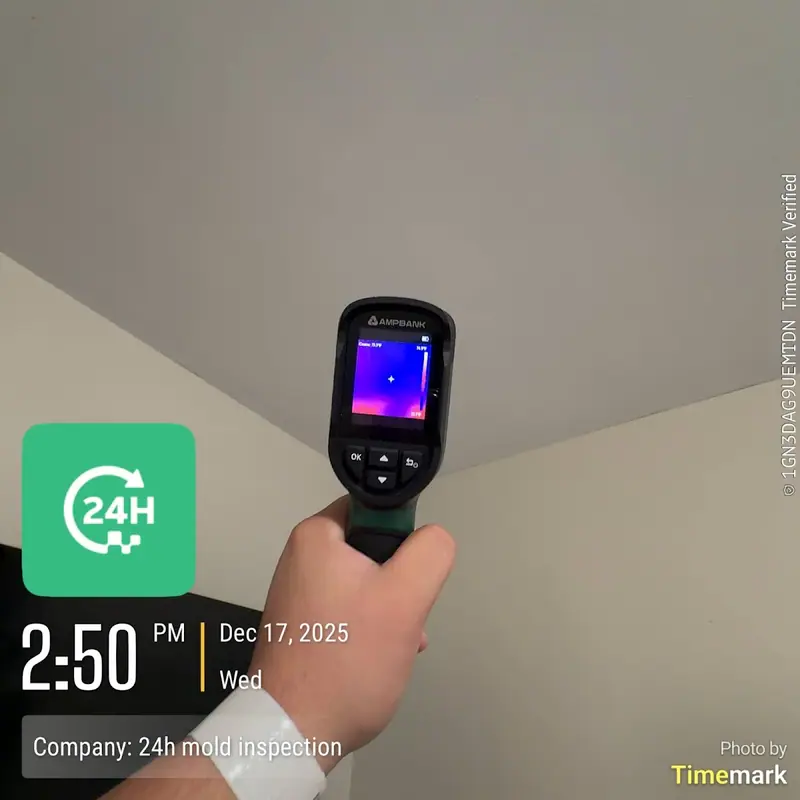 AMPBANK
OK
24H
2:50 PM
Dec 17, 2025
Wed
Company: 24h mold inspection
Photo by
Timemark
© 1GN3DAG9UEMTDN Timemark Verified